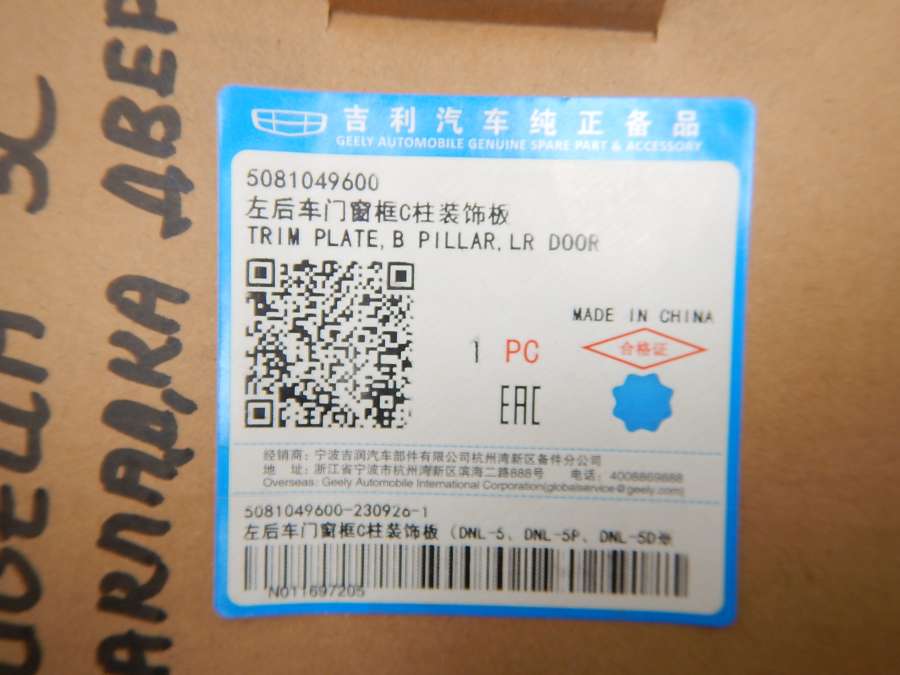 吉利汽车纯正备品
GEELY AUTOMOBILE GENUINE SPARE PART & ACCESSORY
5081049600
左后车门窗框C柱装饰板
TRIM PLATE,B PILLAR,LR DOOR
MADE IN CHINA
合格证
1 PC
EAC
经销商：宁波吉润汽车部件有限公司杭州湾新区备件分公司
地 址：浙江省宁波市杭州湾新区滨海二路888号 电话：4008869888
Overseas: Geely Automobile International Corporation(globalservice@geely.com)
5081049600-230926-1
左后车门窗框C柱装饰板（DNL-5、DNL-5P、DNL-5D
N011697205
НАКЛАДКА ДВЕР